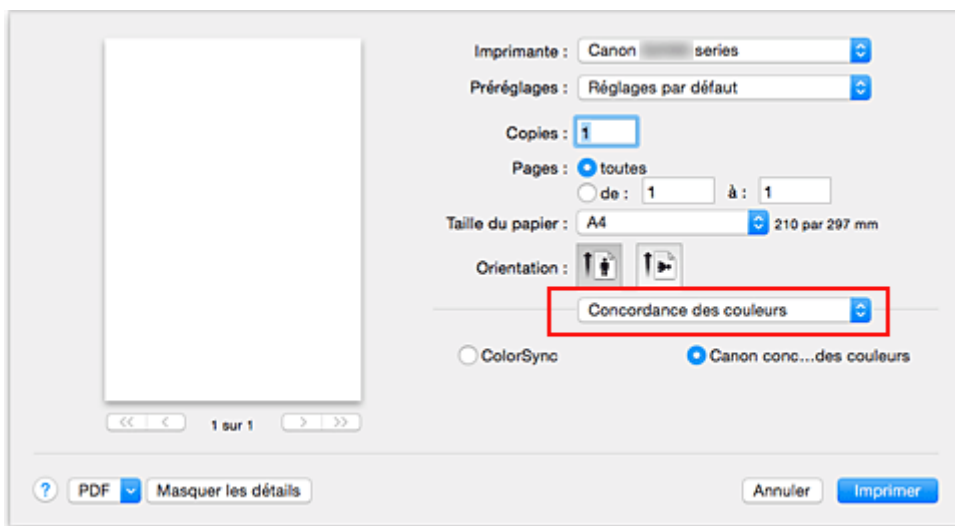 Imprimante : Canon series
Préréglages : Réglages par défaut
Copies : 1
Pages : toutes
de : 1 à : 1
Taille du papier : A4 210 par 297 mm
Orientation :
Concordance des couleurs
ColorSync Canon conc...des couleurs
<< < 1 sur 1 > >>
? PDF Masquer les détails Annuler Imprimer